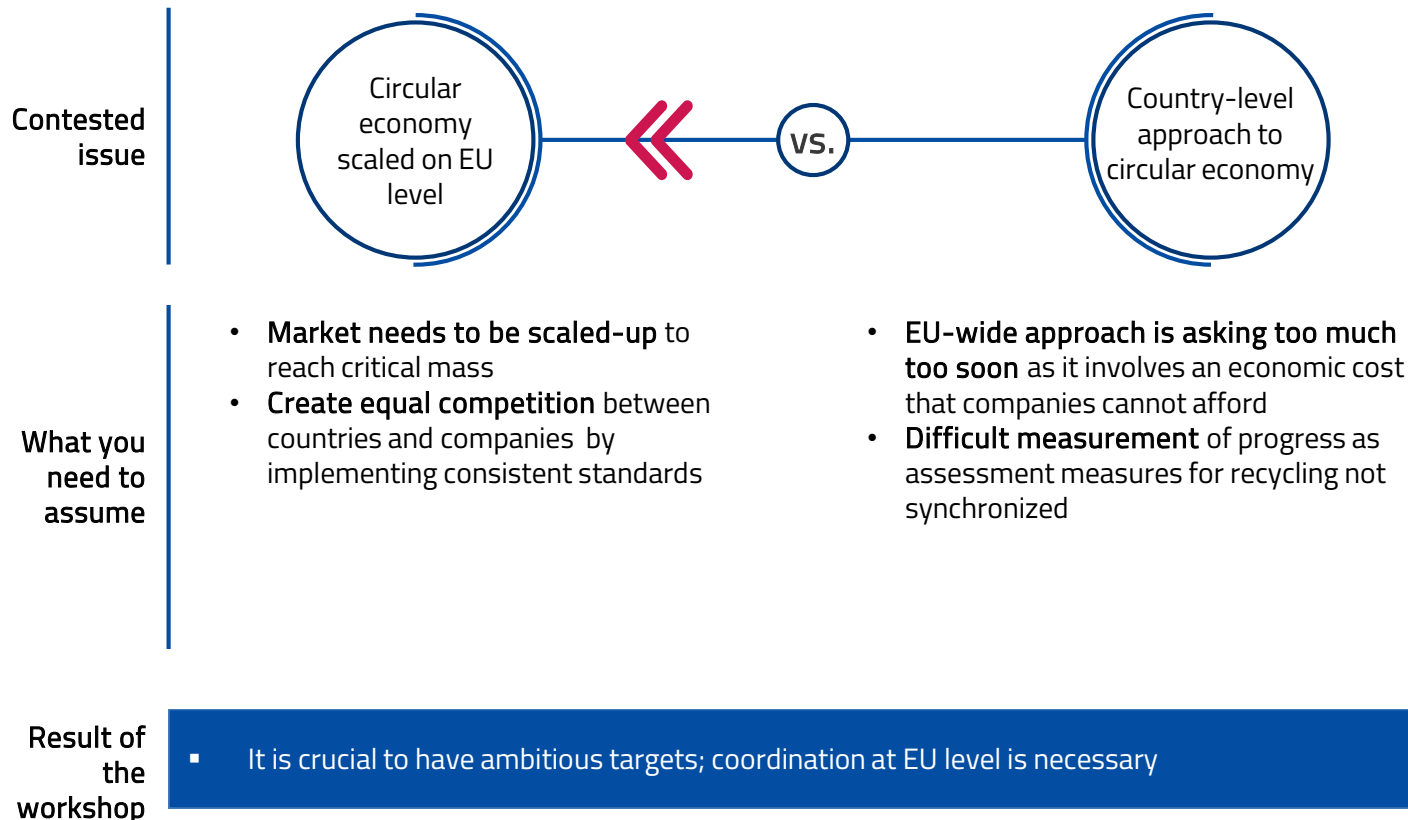 Contested
issue
Circular
economy
scaled on EU
level
vs.
Country-level
approach to
circular economy
What you
need to
assume
• Market needs to be scaled-up to
reach critical mass
• Create equal competition between
countries and companies by
implementing consistent standards
• EU-wide approach is asking too much
too soon as it involves an economic cost
that companies cannot afford
• Difficult measurement of progress as
assessment measures for recycling not
synchronized
Result of
the
workshop
▪ It is crucial to have ambitious targets; coordination at EU level is necessary